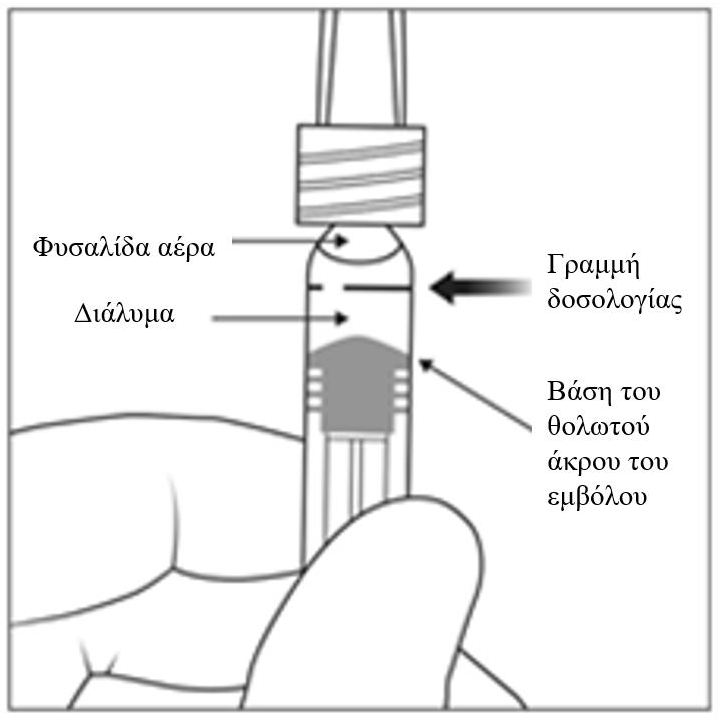 Φυσαλίδα αέρα
Διάλυμα
Γραμμή
δοσολογίας
Βάση του
θολωτού
άκρου του
εμβόλου